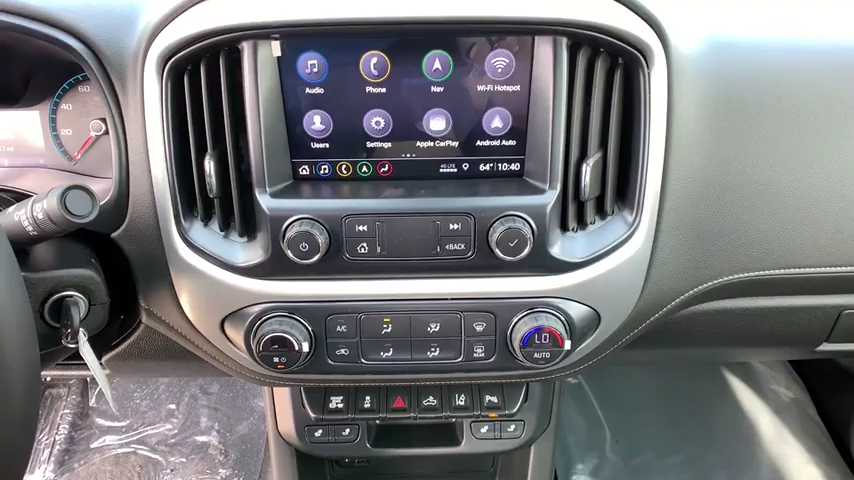 60
40
20
Audio
Phone
Nav
Wi-Fi Hotspot
Users
Settings
Apple CarPlay
Android Auto
4G LTE
64° 10:40
BACK
A/C
LO
AUTO
REAR